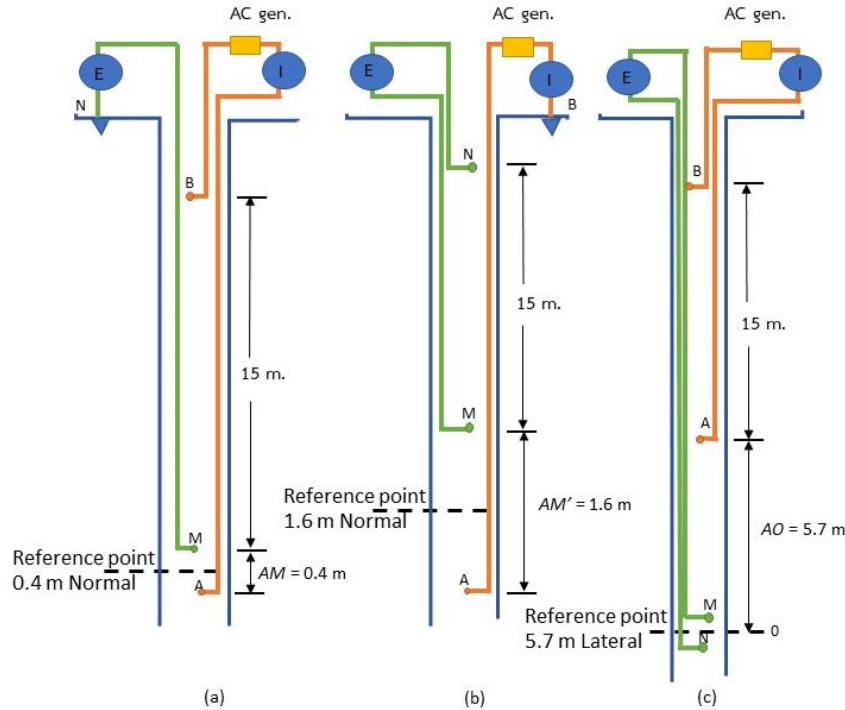 AC gen.
E
I
N
B
15 m.
M
Reference point
0.4 m Normal
AM = 0.4 m
A
(a)
AC gen.
E
I
B
N
15 m.
M
Reference point
1.6 m Normal
AM’ = 1.6 m
A
(b)
AC gen.
E
I
B
15 m.
A
AO = 5.7 m
M
Reference point
5.7 m Lateral
0
N
(c)